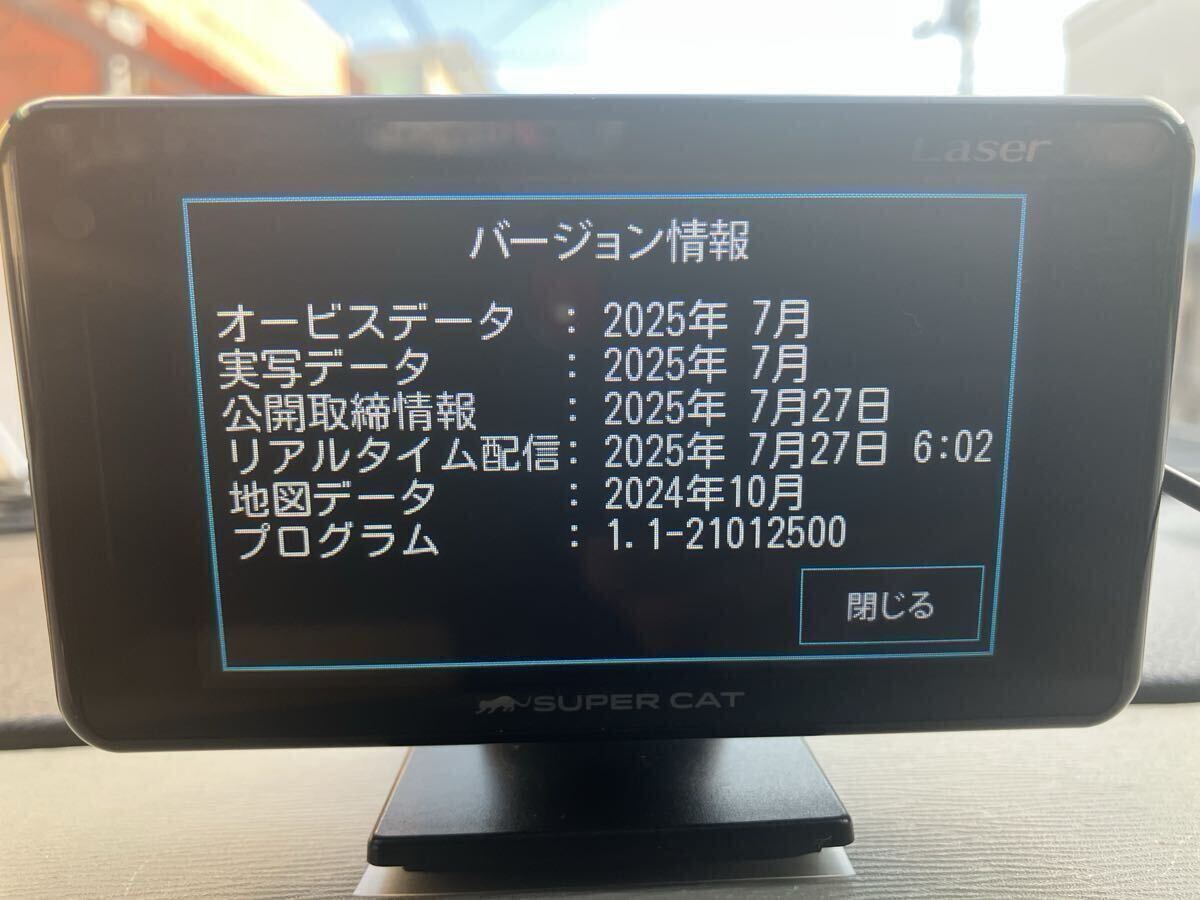 Laser
バージョン情報
オービスデータ : 2025年 7月
実写データ : 2025年 7月
公開取締情報 : 2025年 7月27日
リアルタイム配信: 2025年 7月27日 6:02
地図データ : 2024年10月
プログラム : 1.1-21012500
閉じる
SUPER CAT